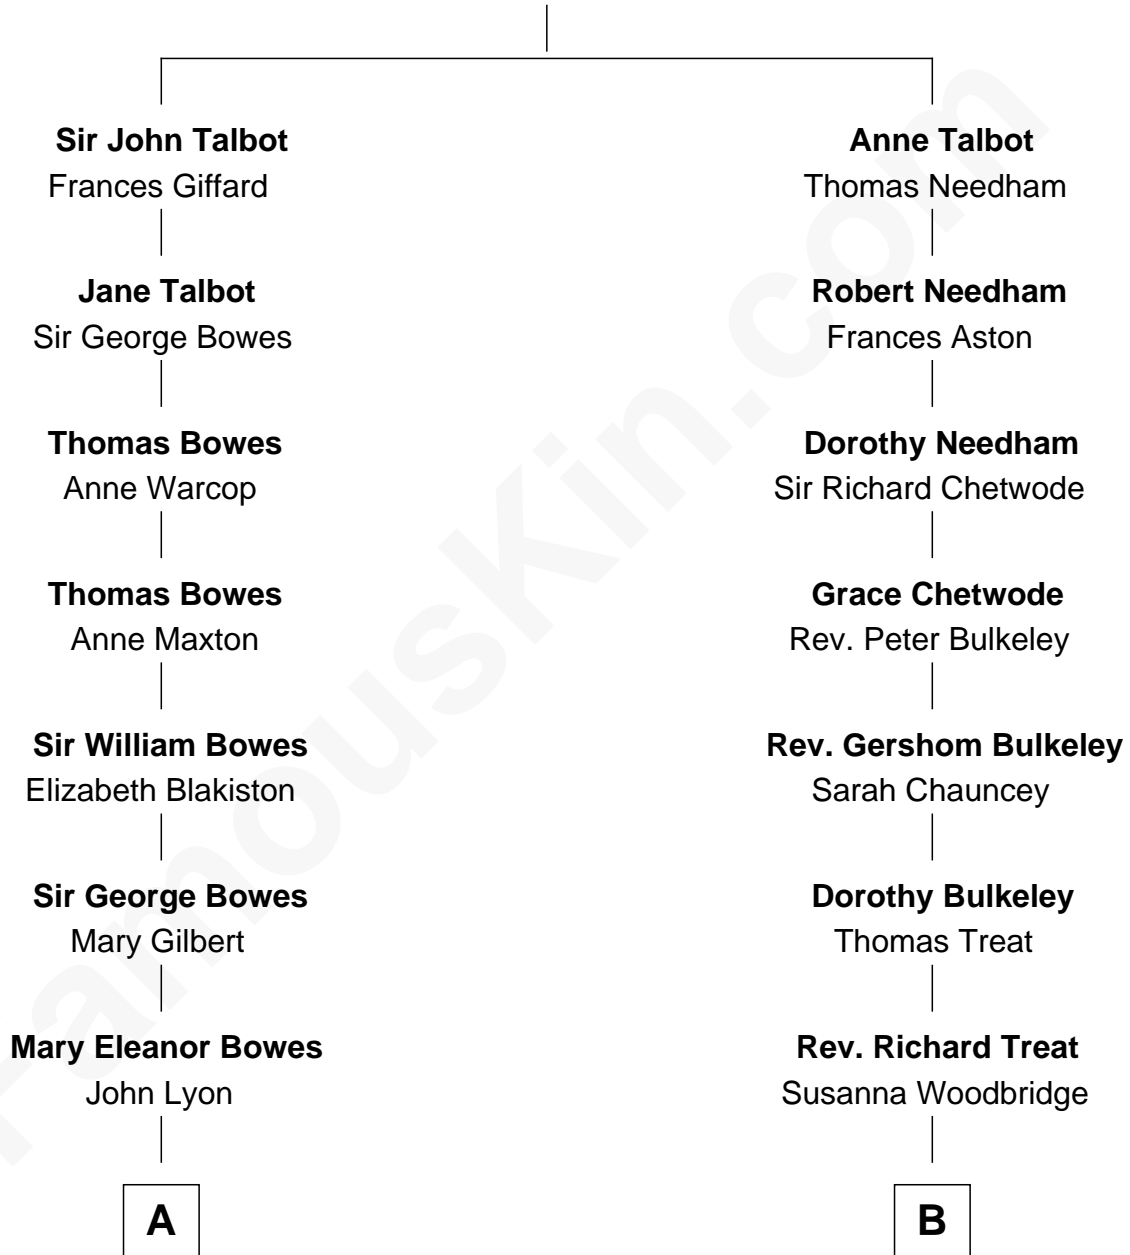 Sir John Talbot
Frances Giffard
Jane Talbot
Sir George Bowes
Thomas Bowes
Anne Warcop
Thomas Bowes
Anne Maxton
Sir William Bowes
Elizabeth Blakiston
Sir George Bowes
Mary Gilbert
Mary Eleanor Bowes
John Lyon
A
Anne Talbot
Thomas Needham
Robert Needham
Frances Aston
Dorothy Needham
Sir Richard Chetwode
Grace Chetwode
Rev. Peter Bulkeley
Rev. Gershom Bulkeley
Sarah Chauncey
Dorothy Bulkeley
Thomas Treat
Rev. Richard Treat
Susanna Woodbridge
B
FamousKin.com